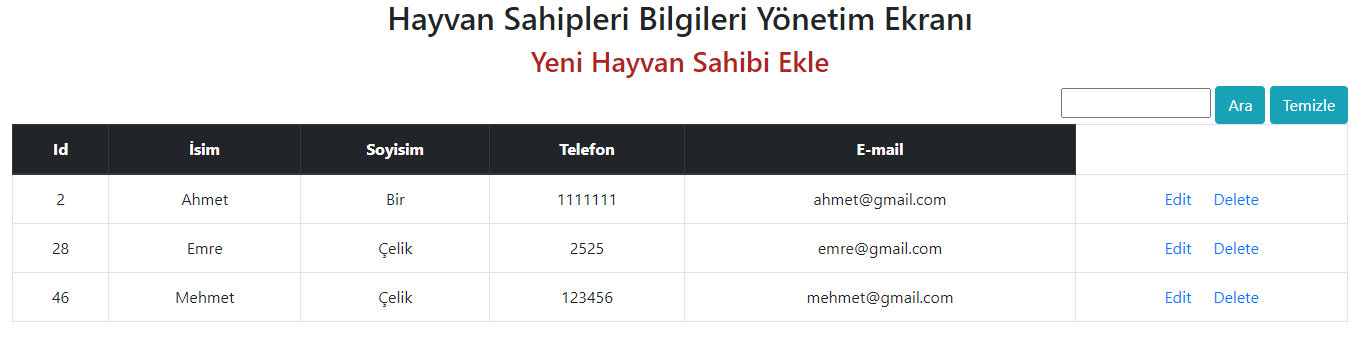 Hayvan Sahipleri Bilgileri Yönetim Ekranı
Yeni Hayvan Sahibi Ekle
Ara Temizle
Id İsim Soyisim Telefon E-mail
2 Ahmet Bir 1111111 ahmet@gmail.com Edit Delete
28 Emre Çelik 2525 emre@gmail.com Edit Delete
46 Mehmet Çelik 123456 mehmet@gmail.com Edit Delete